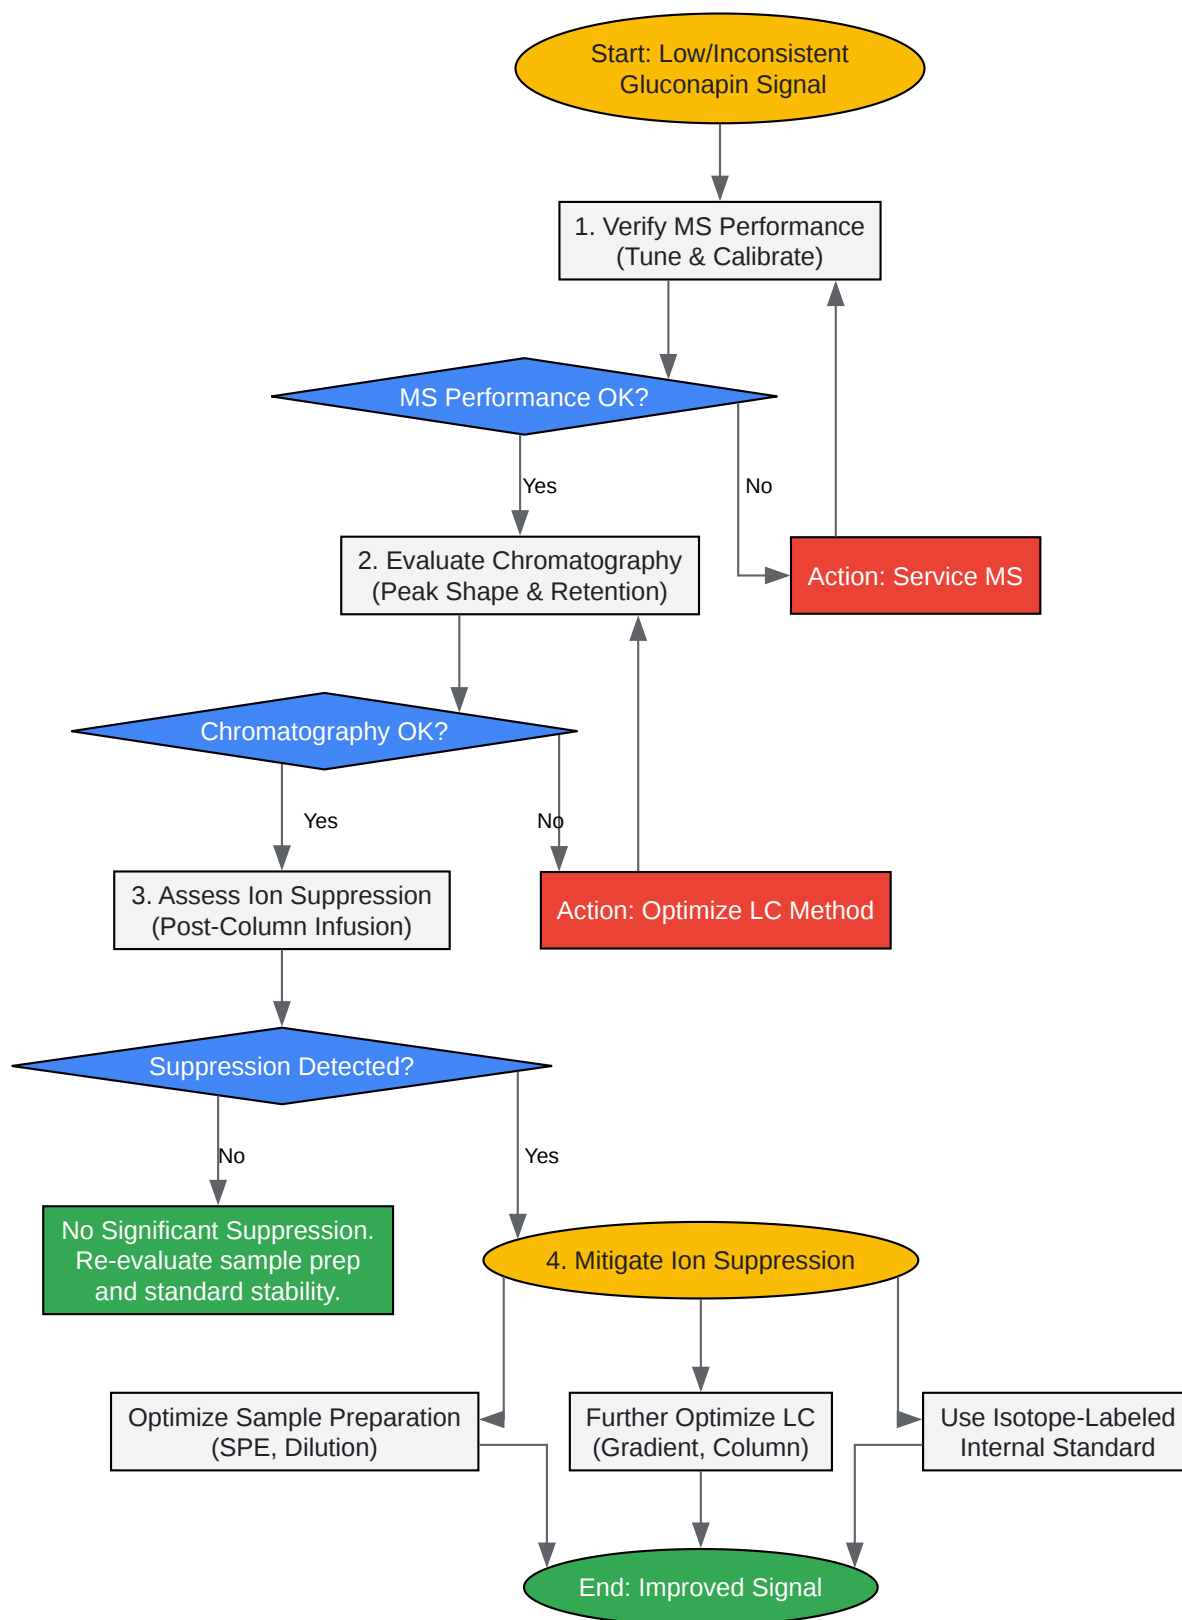 Start: Low/Inconsistent
Gluconapin Signal
1. Verify MS Performance
(Tune & Calibrate)
MS Performance OK?
Yes
No
2. Evaluate Chromatography
(Peak Shape & Retention)
Action: Service MS
Chromatography OK?
Yes
No
3. Assess Ion Suppression
(Post-Column Infusion)
Action: Optimize LC Method
Suppression Detected?
No
Yes
No Significant Suppression.
Re-evaluate sample prep
and standard stability.
4. Mitigate Ion Suppression
Optimize Sample Preparation
(SPE, Dilution)
Further Optimize LC
(Gradient, Column)
Use Isotope-Labeled
Internal Standard
End: Improved Signal